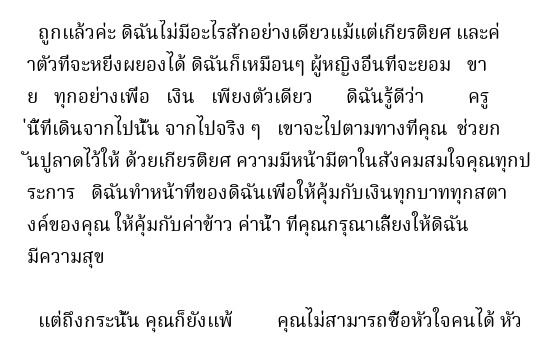 ถูกแล้วค่ะ ดิฉันไม่มีอะไรสักอย่างเดียวแม้แต่เกียรติยศ และค่
าตัวที่จะหยิ่งผยองได้ ดิฉันก็เหมือนๆ ผู้หญิงอื่นที่จะยอม ขา
ย ทุกอย่างเพื่อ เงิน เพียงตัวเดียว ดิฉันรู้ดีว่า ครู
่นี้ที่เดินจากไปนั้น จากไปจริง ๆ เขาจะไปตามทางที่คุณ ช่วยก
ันปูลาดไว้ให้ ด้วยเกียรติยศ ความมีหน้ามีตาในสังคมสมใจคุณทุกป
ระการ ดิฉันทำหน้าที่ของดิฉันเพื่อให้คุ้มกับเงินทุกบาททุกสตา
งค์ของคุณ ให้คุ้มกับค่าข้าว ค่าน้ำ ที่คุณกรุณาเลี้ยงให้ดิฉัน
มีความสุข
แต่ถึงกระนั้น คุณก็ยังแพ้ คุณไม่สามารถซื้อหัวใจคนได้ หัว